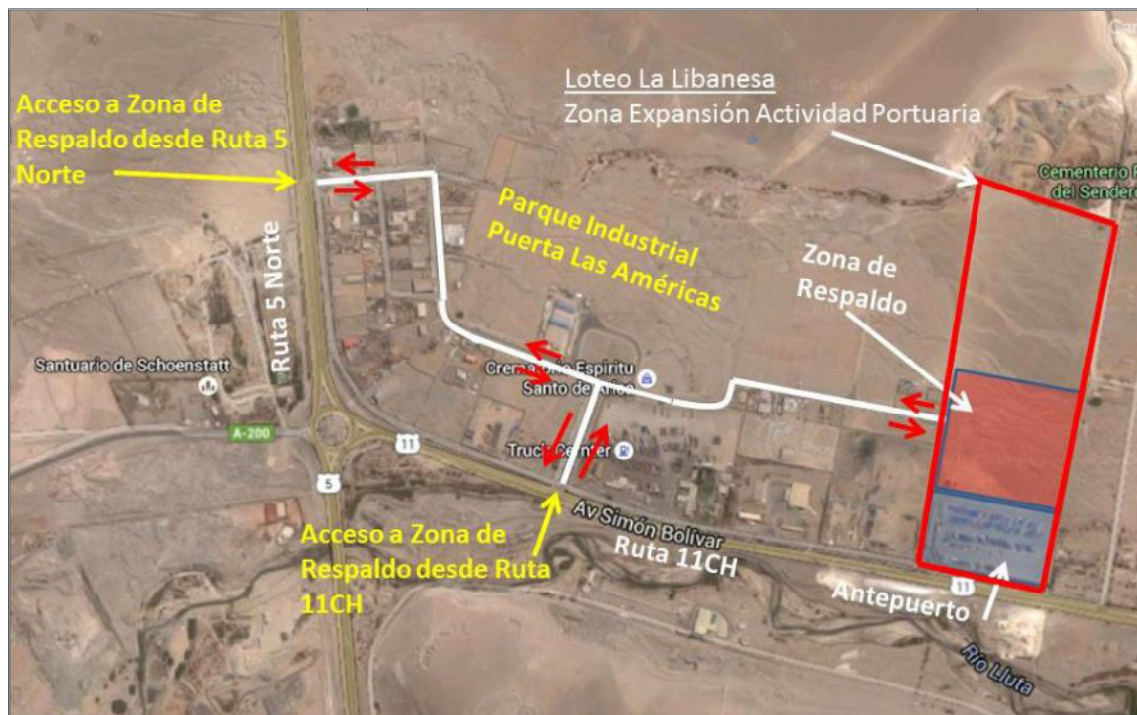 Loteo La Libanesa
Zona Expansión Actividad Portuaria
Acceso a Zona de
Respaldo desde Ruta 5
Norte
Cementerio P
del Sendero
Parque Industrial
Puerta Las Américas
Zona de
Respaldo
Ruta 5 Norte
Santuario de Schoenstatt
Crematorio Espiritu
Santo de Arica
A-200
11
Truck Center
5
Av Simón Bolívar
Ruta 11CH
Acceso a Zona de
Respaldo desde Ruta
11CH
11
Antepuerto
Río Lluta